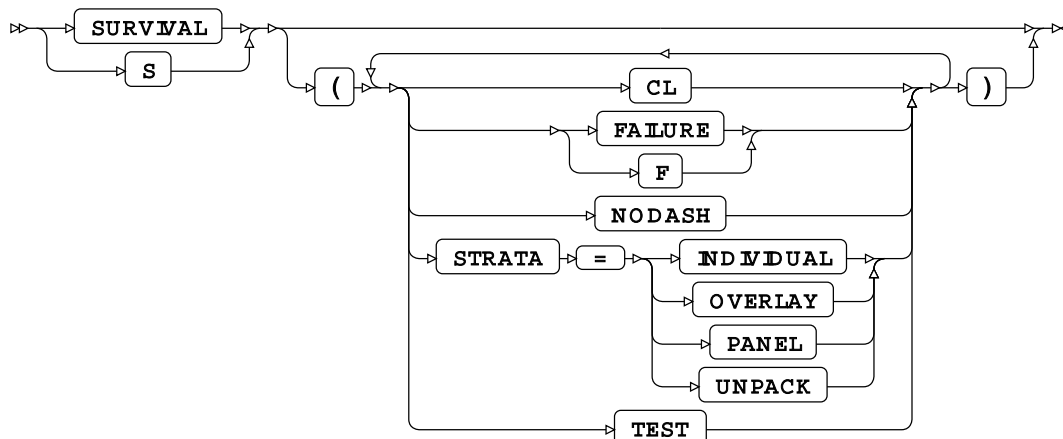 SURVIVAL
S
( CL )
FAILURE
F
NODASH
STRATA = INDIVIDUAL
OVERLAY
PANEL
UNPACK
TEST